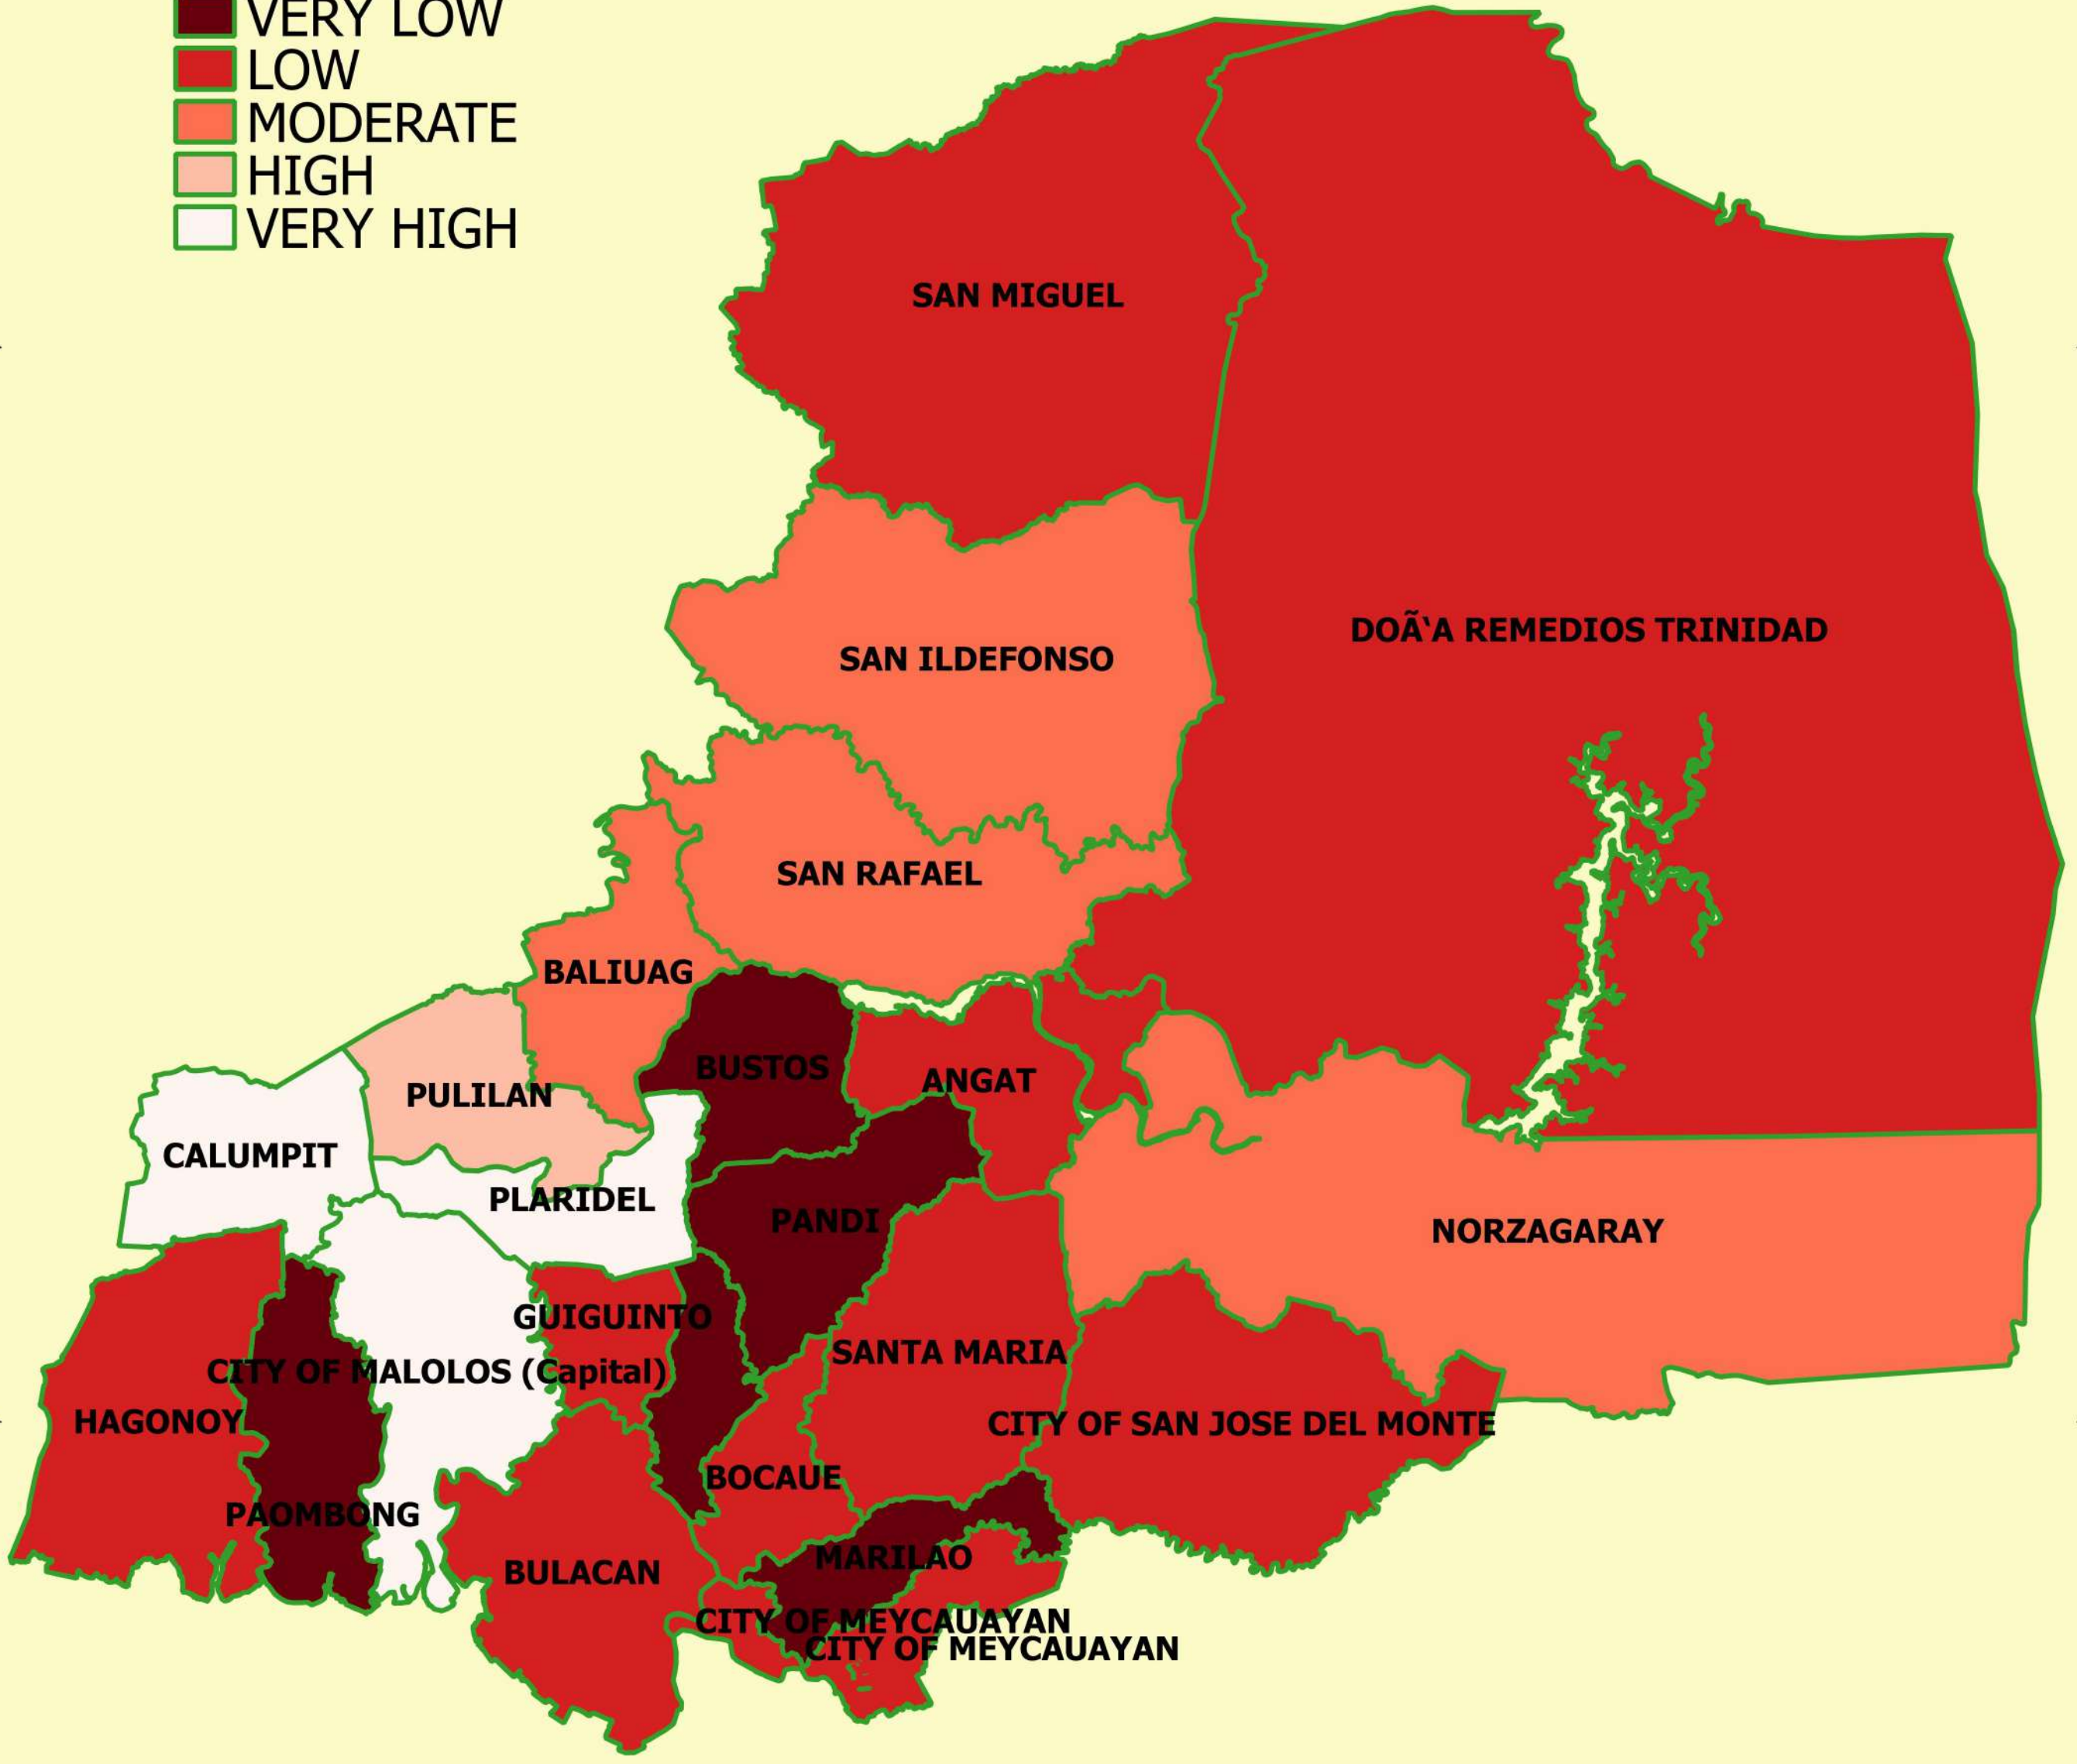 VERY LOW
LOW
MODERATE
HIGH
VERY HIGH
SAN MIGUEL
DOÃ‘A REMEDIOS TRINIDAD
SAN ILDEFONSO
SAN RAFAEL
BALIUAG
BUSTOS
ANGAT
PULILAN
CALUMPIT
PLARIDEL
PANDI
NORZAGARAY
GUIGUINTO
SANTA MARIA
CITY OF MALOLOS (Capital)
HAGONOY
CITY OF SAN JOSE DEL MONTE
BOCAUE
PAOMBONG
MARILAO
BULACAN
CITY OF MEYCAUAYAN
CITY OF MEYCAUAYAN